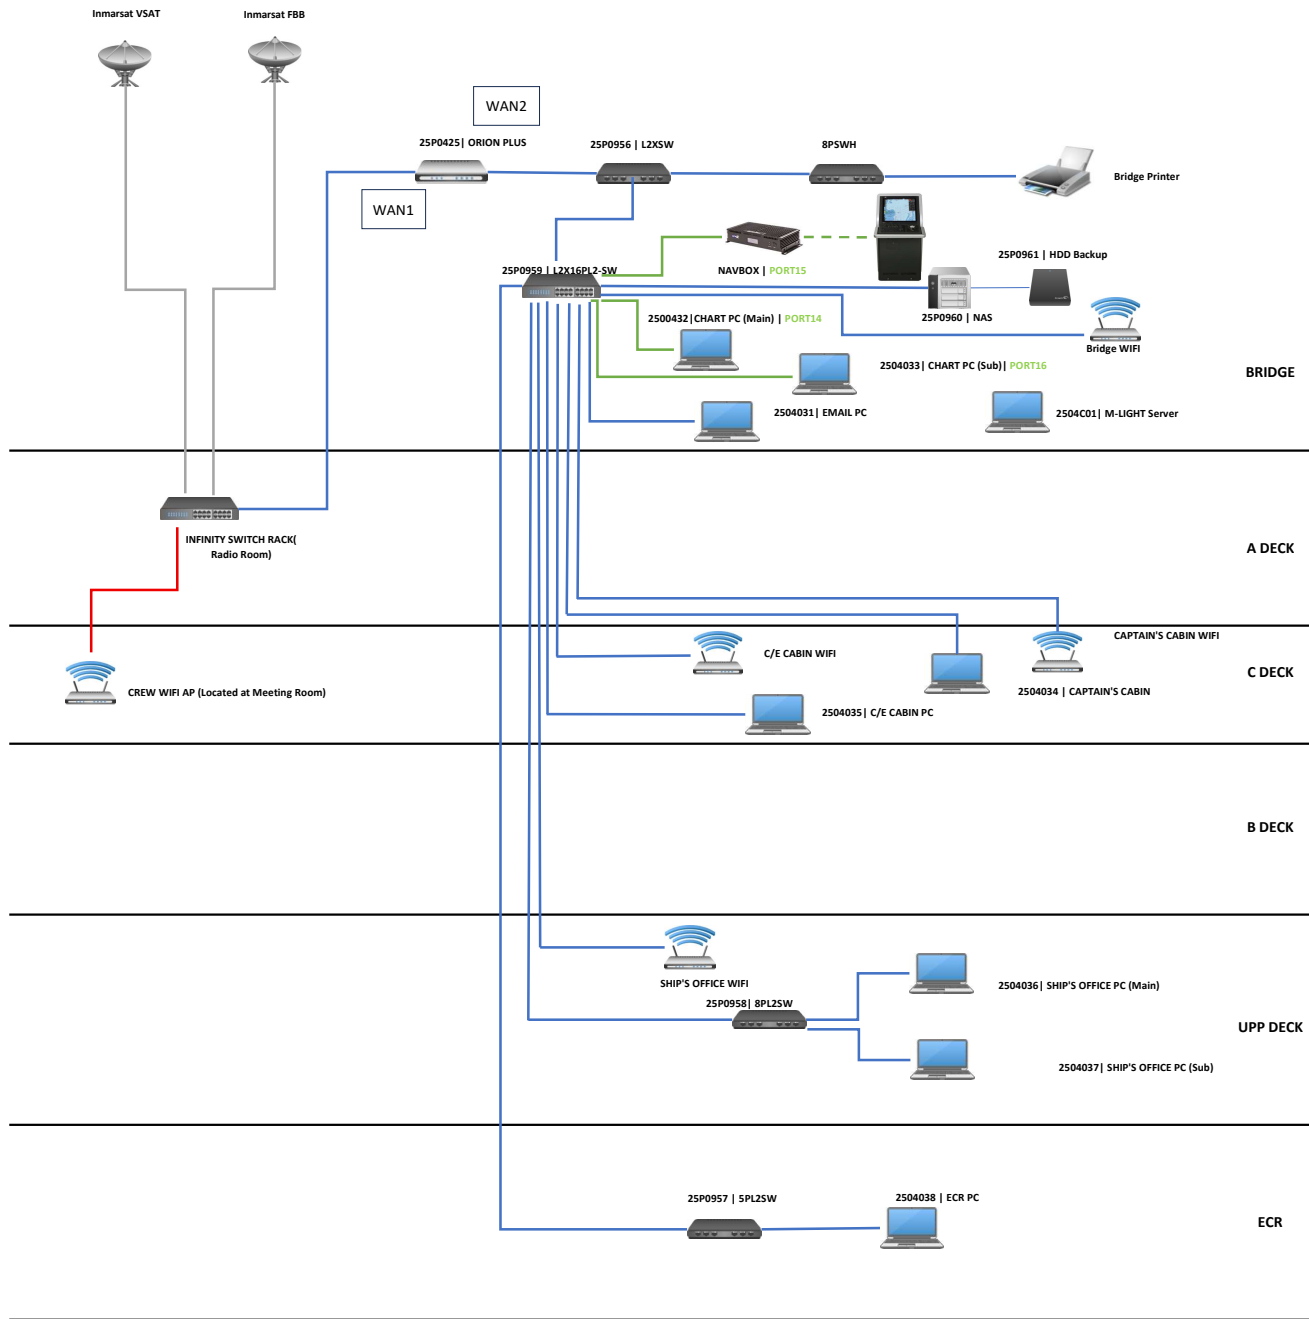 Inmarsat VSAT
Inmarsat FBB
WAN2
25P0425| ORION PLUS
25P0956 | L2XSW
8PSWH
Bridge Printer
WAN1
25P0959 | L2X16PL2-SW
NAVBOX | PORT15
25P0961 | HDD Backup
25P0960 | NAS
2500432|CHART PC (Main) | PORT14
Bridge WIFI
2504033| CHART PC (Sub)| PORT16
BRIDGE
2504031| EMAIL PC
2504C01| M-LIGHT Server
INFINITY SWITCH RACK(
Radio Room)
A DECK
CAPTAIN'S CABIN WIFI
C/E CABIN WIFI
C DECK
2504034 | CAPTAIN'S CABIN
CREW WIFI AP (Located at Meeting Room)
2504035| C/E CABIN PC
B DECK
SHIP'S OFFICE WIFI
2504036| SHIP'S OFFICE PC (Main)
25P0958| 8PL2SW
UPP DECK
2504037| SHIP'S OFFICE PC (Sub)
25P0957 | 5PL2SW
2504038 | ECR PC
ECR